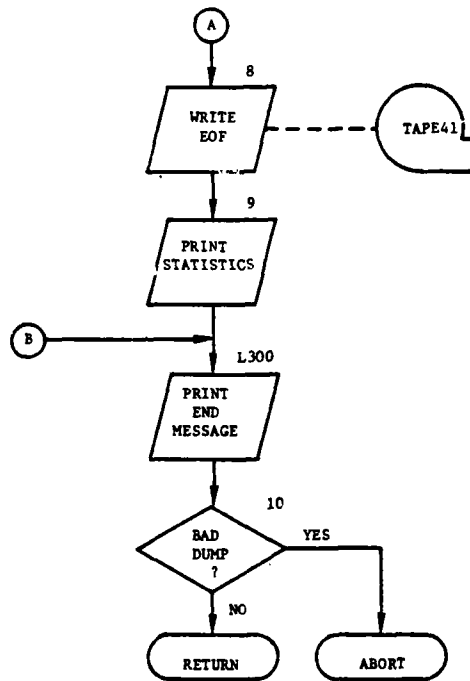 A
8
WRITE
EOF
TAPE41
9
PRINT
STATISTICS
B
L300
PRINT
END
MESSAGE
10
BAD
DUMP
?
YES
NO
RETURN
ABORT